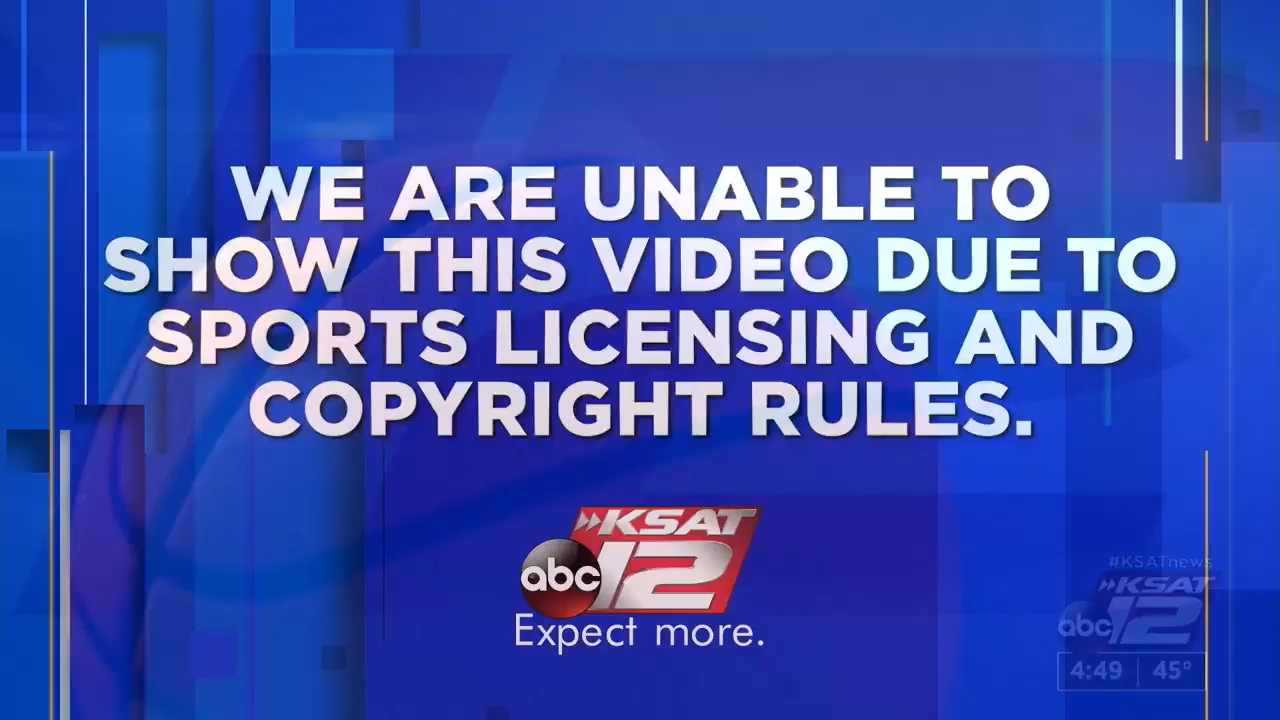 WE ARE UNABLE TO
SHOW THIS VIDEO DUE TO
SPORTS LICENSING AND
COPYRIGHT RULES.
KSAT
abc 12
Expect more.
#KSATnews
KSAT
abc 12
4:49 45°